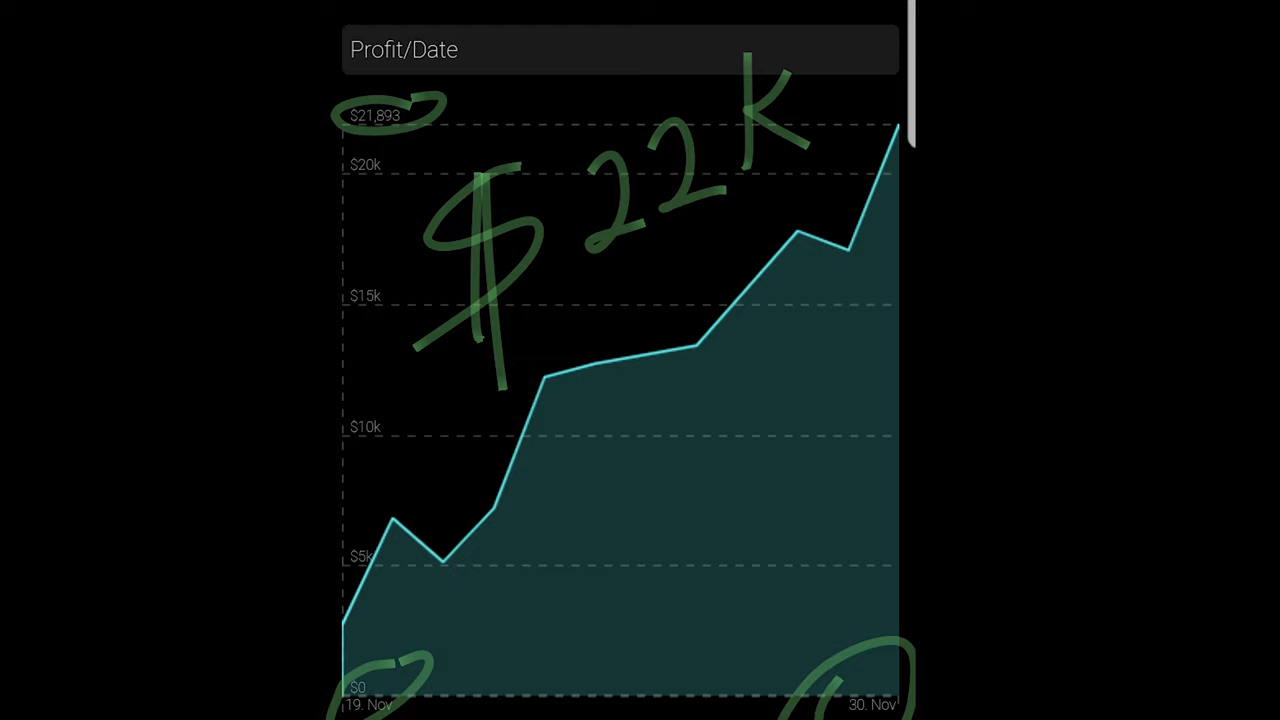 Profit/Date
$21,893
$22K
$20k
$15k
$10k
$5k
$0
19. Nov
30. Nov